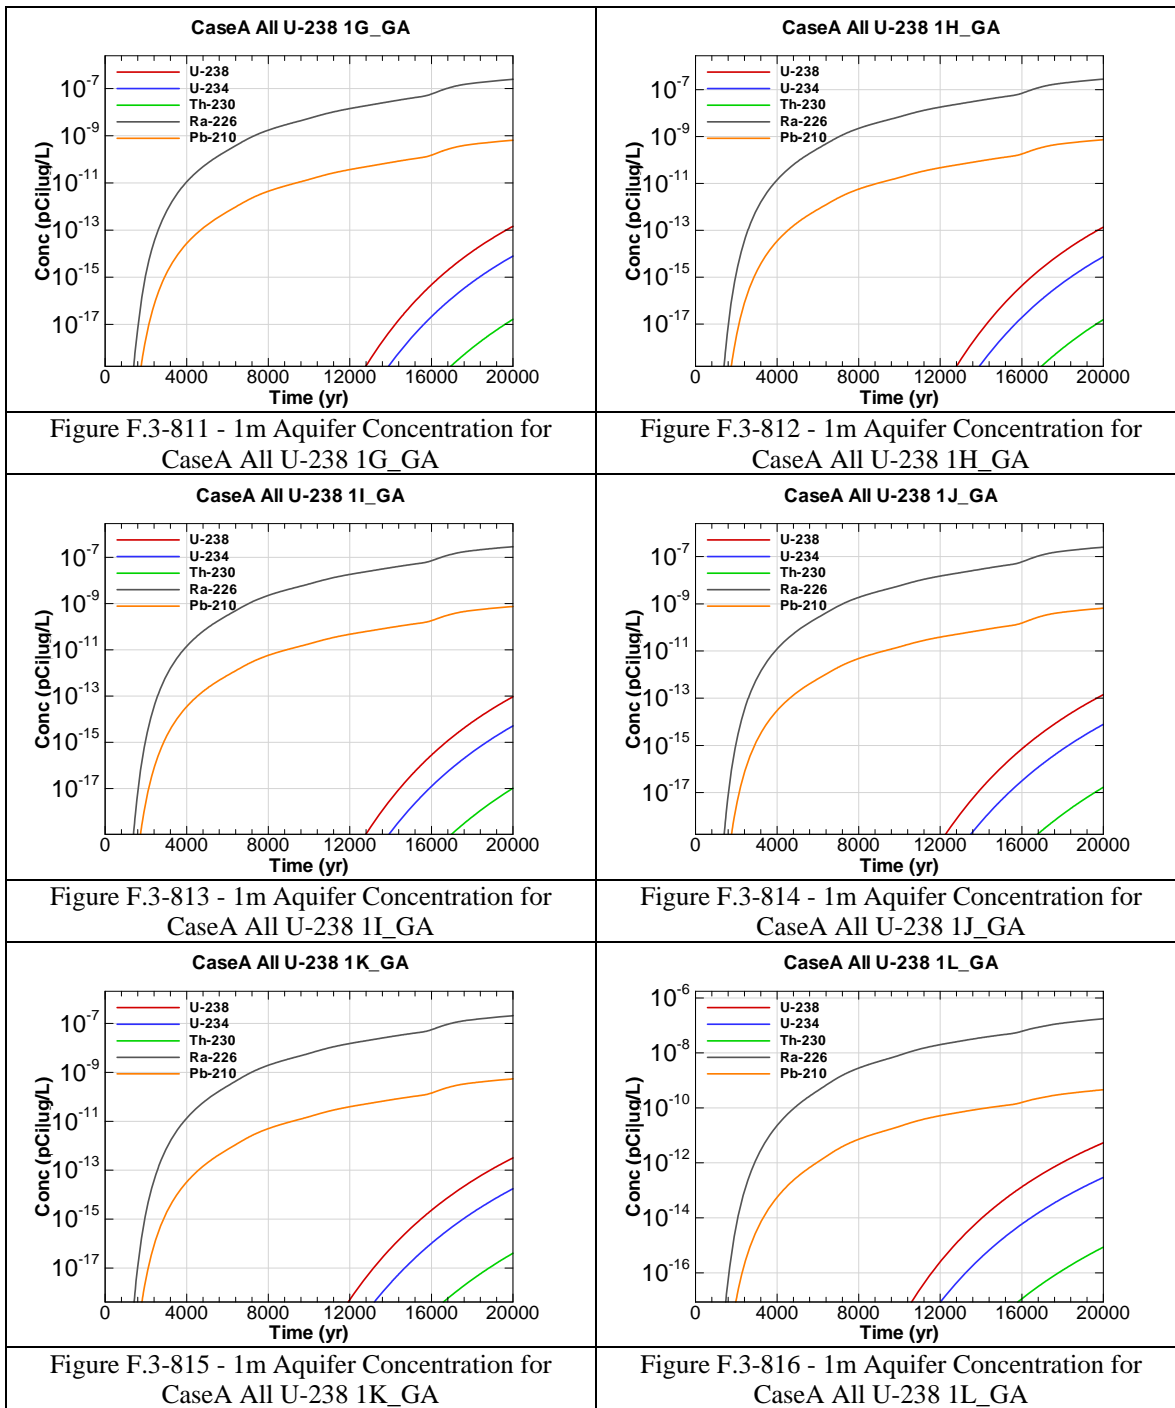 CaseA All U-238 1G_GA
U-238
U-234
Th-230
Ra-226
Pb-210
10-7
10-9
10-11
10-13
10-15
10-17
Conc (pCi|ug/L)
0 4000 8000 12000 16000 20000
Time (yr)
Figure F.3-811 - 1m Aquifer Concentration for
CaseA All U-238 1G_GA
CaseA All U-238 1H_GA
U-238
U-234
Th-230
Ra-226
Pb-210
10-7
10-9
10-11
10-13
10-15
10-17
Conc (pCi|ug/L)
0 4000 8000 12000 16000 20000
Time (yr)
Figure F.3-812 - 1m Aquifer Concentration for
CaseA All U-238 1H_GA
CaseA All U-238 1I_GA
U-238
U-234
Th-230
Ra-226
Pb-210
10-7
10-9
10-11
10-13
10-15
10-17
Conc (pCi|ug/L)
0 4000 8000 12000 16000 20000
Time (yr)
Figure F.3-813 - 1m Aquifer Concentration for
CaseA All U-238 1I_GA
CaseA All U-238 1J_GA
U-238
U-234
Th-230
Ra-226
Pb-210
10-7
10-9
10-11
10-13
10-15
10-17
Conc (pCi|ug/L)
0 4000 8000 12000 16000 20000
Time (yr)
Figure F.3-814 - 1m Aquifer Concentration for
CaseA All U-238 1J_GA
CaseA All U-238 1K_GA
U-238
U-234
Th-230
Ra-226
Pb-210
10-7
10-9
10-11
10-13
10-15
10-17
Conc (pCi|ug/L)
0 4000 8000 12000 16000 20000
Time (yr)
Figure F.3-815 - 1m Aquifer Concentration for
CaseA All U-238 1K_GA
CaseA All U-238 1L_GA
U-238
U-234
Th-230
Ra-226
Pb-210
10-6
10-8
10-10
10-12
10-14
10-16
Conc (pCi|ug/L)
0 4000 8000 12000 16000 20000
Time (yr)
Figure F.3-816 - 1m Aquifer Concentration for
CaseA All U-238 1L_GA